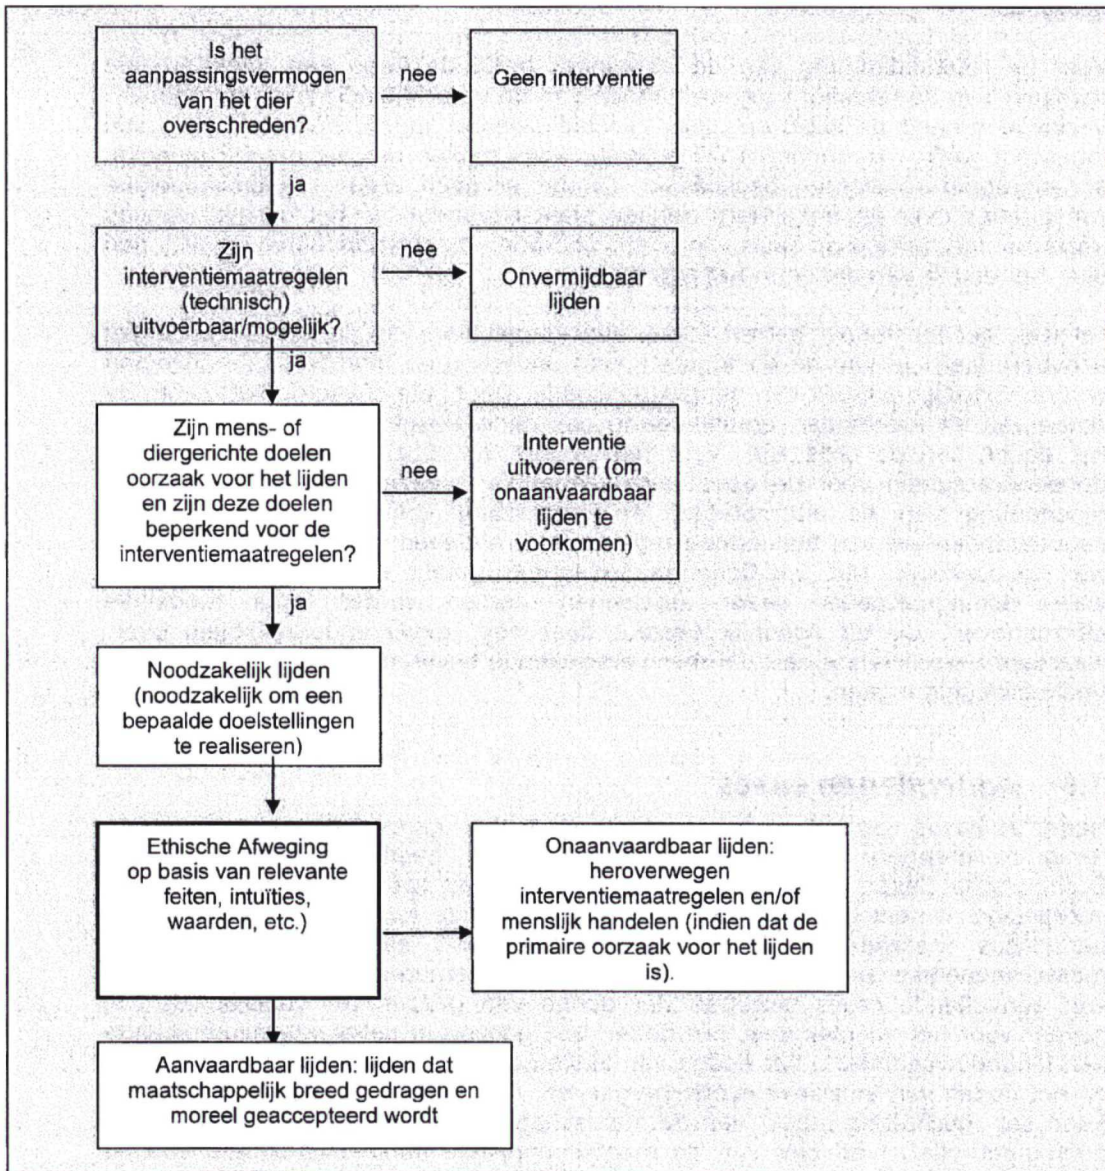 Is het
aanpassingsvermogen
van het dier
overschreden?
nee
Geen interventie
ja
Zijn
interventiemaatregelen
(technisch)
uitvoerbaar/mogelijk?
nee
Onvermijdbaar
lijden
ja
Zijn mens- of
diergerichte doelen
oorzaak voor het lijden
en zijn deze doelen
beperkend voor de
interventiemaatregelen?
nee
Interventie
uitvoeren (om
onaanvaardbaar
lijden te
voorkomen)
ja
Noodzakelijk lijden
(noodzakelijk om een
bepaalde doelstellingen
te realiseren)
Ethische Afweging
op basis van relevante
feiten, intuïties,
waarden, etc.)
Onaanvaardbaar lijden:
heroverwegen
interventiemaatregelen en/of
menslijk handelen (indien dat de
primaire oorzaak voor het lijden
is).
Aanvaardbaar lijden: lijden dat
maatschappelijk breed gedragen en
moreel geaccepteerd wordt